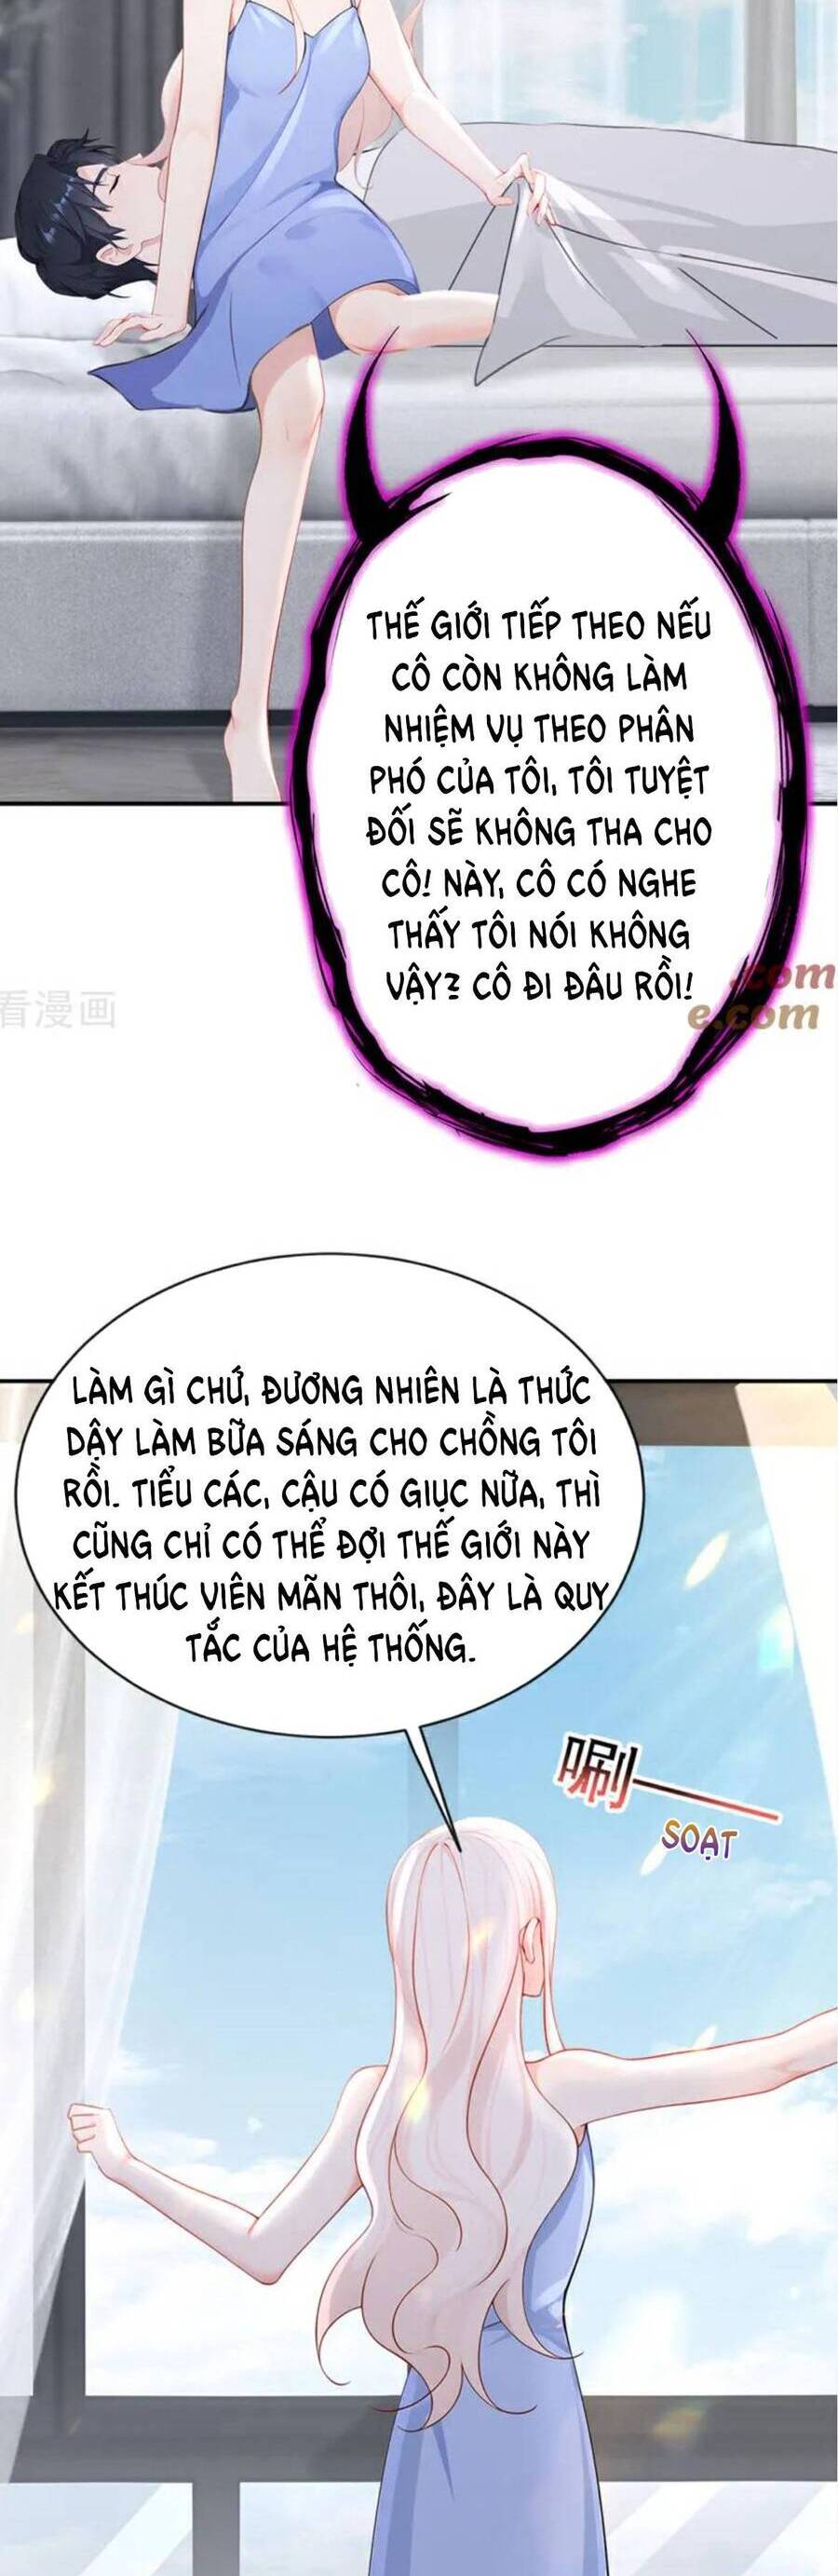 THẾ GIỚI TIẾP THEO NẾU
CÔ CÒN KHÔNG LÀM
NHIỆM VỤ THEO PHÂN
PHÓ CỦA TÔI, TÔI TUYỆT
ĐỐI SẼ KHÔNG THA CHO
CÔ! NÀY, CÔ CÓ NGHE
THẤY TÔI NÓI KHÔNG
VẬY? CÔ ĐI ĐÂU RỒI!
.com
e.com
看漫画
LÀM GÌ CHỨ, ĐƯƠNG NHIÊN LÀ THỨC
DẬY LÀM BỮA SÁNG CHO CHỒNG TÔI
RỒI. TIỂU CÁC, CẬU CÓ GIỤC NỮA, THÌ
CŨNG CHỈ CÓ THỂ ĐỢI THẾ GIỚI NÀY
KẾT THÚC VIÊN MÃN THÔI, ĐÂY LÀ QUY
TẮC CỦA HỆ THỐNG.
唰
SOẠT